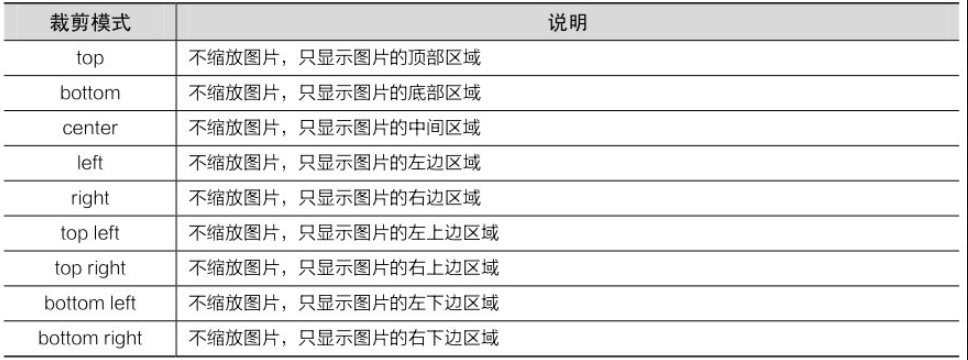 裁剪模式 说明
top 不缩放图片，只显示图片的顶部区域
bottom 不缩放图片，只显示图片的底部区域
center 不缩放图片，只显示图片的中间区域
left 不缩放图片，只显示图片的左边区域
right 不缩放图片，只显示图片的右边区域
top left 不缩放图片，只显示图片的左上边区域
top right 不缩放图片，只显示图片的右上边区域
bottom left 不缩放图片，只显示图片的左下边区域
bottom right 不缩放图片，只显示图片的右下边区域